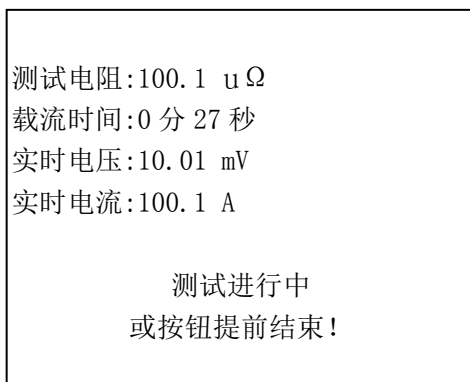 测试电阻:100.1 uΩ
载流时间:0 分 27 秒
实时电压:10.01 mV
实时电流:100.1 A
测试进行中
或按钮提前结束!